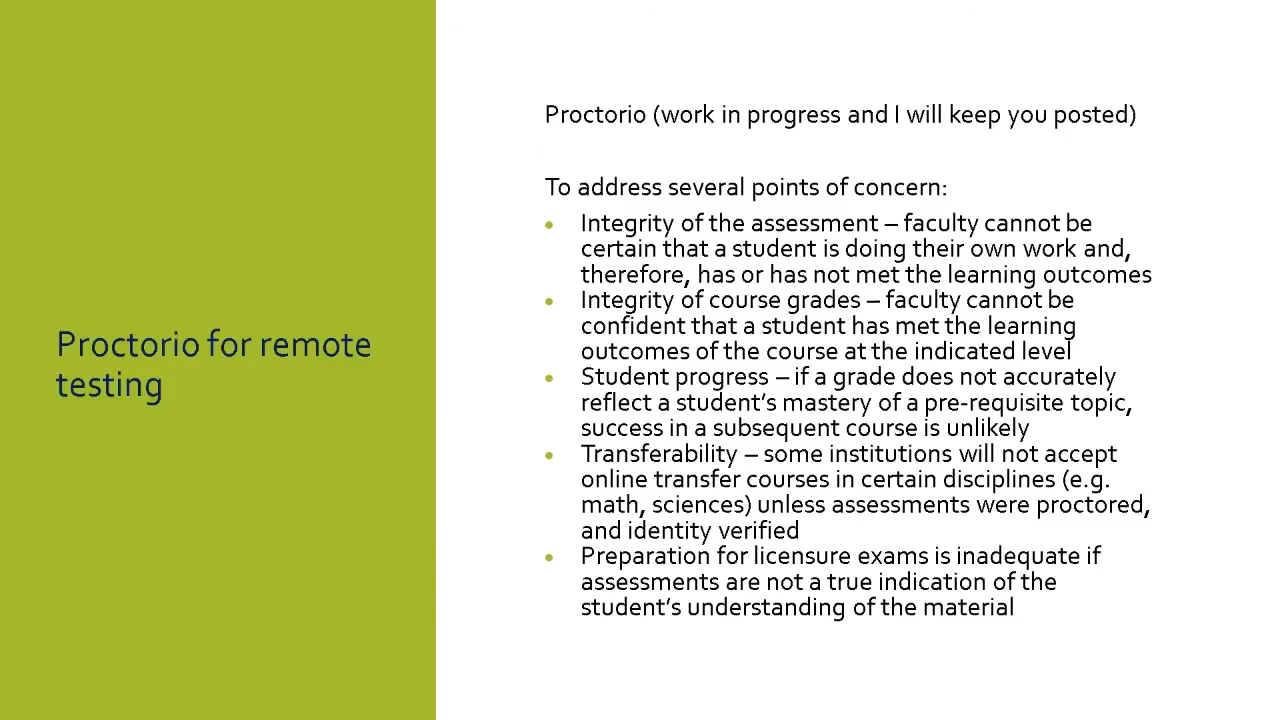 Proctorio for remote
testing
Proctorio (work in progress and I will keep you posted)
To address several points of concern:
• Integrity of the assessment – faculty cannot be
certain that a student is doing their own work and,
therefore, has or has not met the learning outcomes
• Integrity of course grades – faculty cannot be
confident that a student has met the learning
outcomes of the course at the indicated level
• Student progress – if a grade does not accurately
reflect a student’s mastery of a pre-requisite topic,
success in a subsequent course is unlikely
• Transferability – some institutions will not accept
online transfer courses in certain disciplines (e.g.
math, sciences) unless assessments were proctored,
and identity verified
• Preparation for licensure exams is inadequate if
assessments are not a true indication of the
student’s understanding of the material